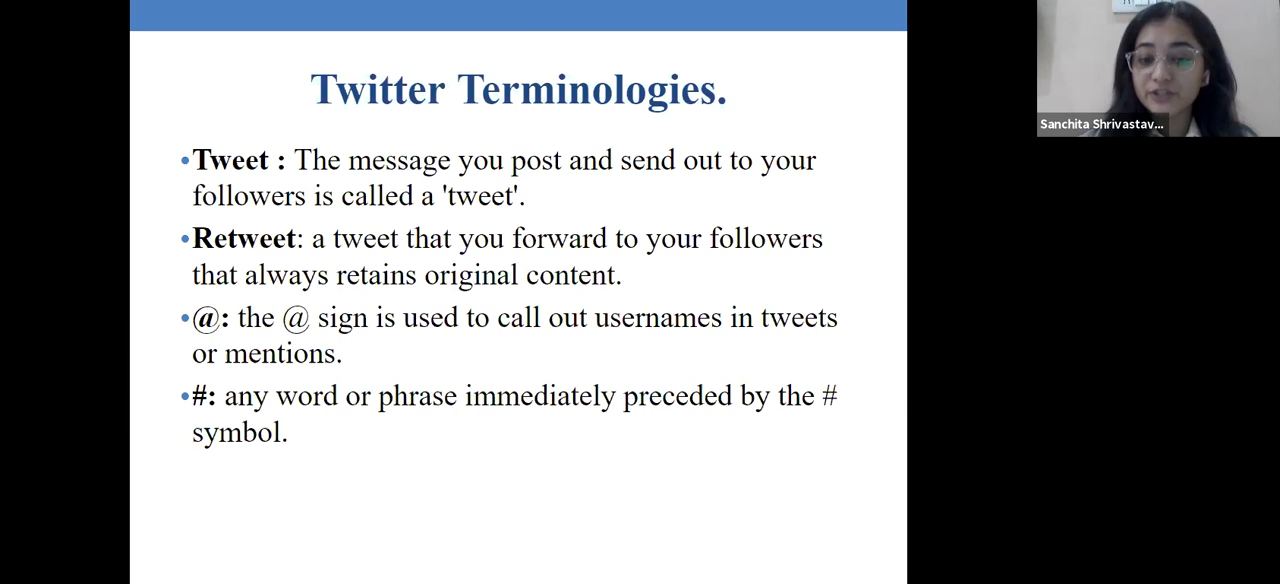 Twitter Terminologies.
•Tweet : The message you post and send out to your
followers is called a 'tweet'.
•Retweet: a tweet that you forward to your followers
that always retains original content.
•@: the @ sign is used to call out usernames in tweets
or mentions.
•#: any word or phrase immediately preceded by the #
symbol.
Sanchita Shrivastav...